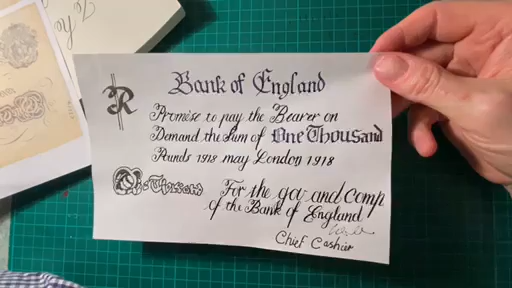 Bank of England
R
Promise to pay the Bearer on
Demand the Sum of One Thousand
Pounds 1918 may London 1918
Thousand
For the gov and comp
of the Bank of England
Chief Cashier